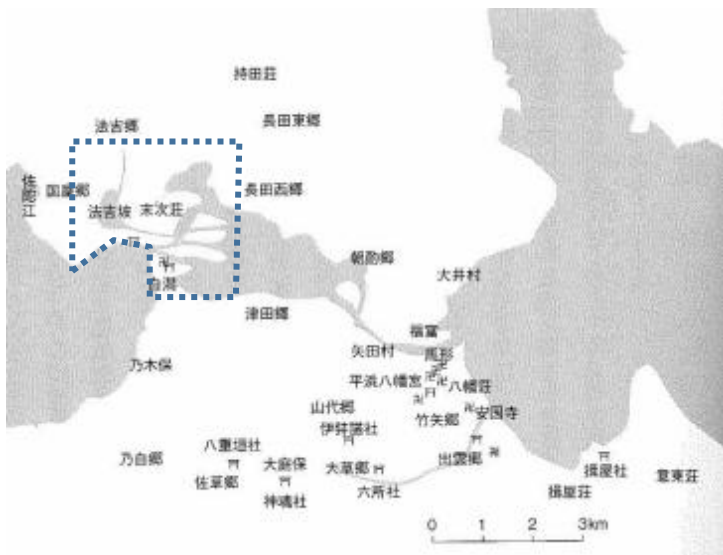 持田荘
長田東郷
法吉郷
佐陀江
国屋郷
長田西郷
法吉坡
末次荘
白潟
朝酌郷
大井村
津田郷
福富
馬形
矢田村
乃木保
平浜八幡宮
八幡荘
安国寺
山代郷
竹矢郷
伊弉諾社
八重垣社
乃白郷
大庭保
大草郷
出雲郷
揖屋社
意東荘
佐草郷
神魂社
六所社
揖屋荘
0 1 2 3km